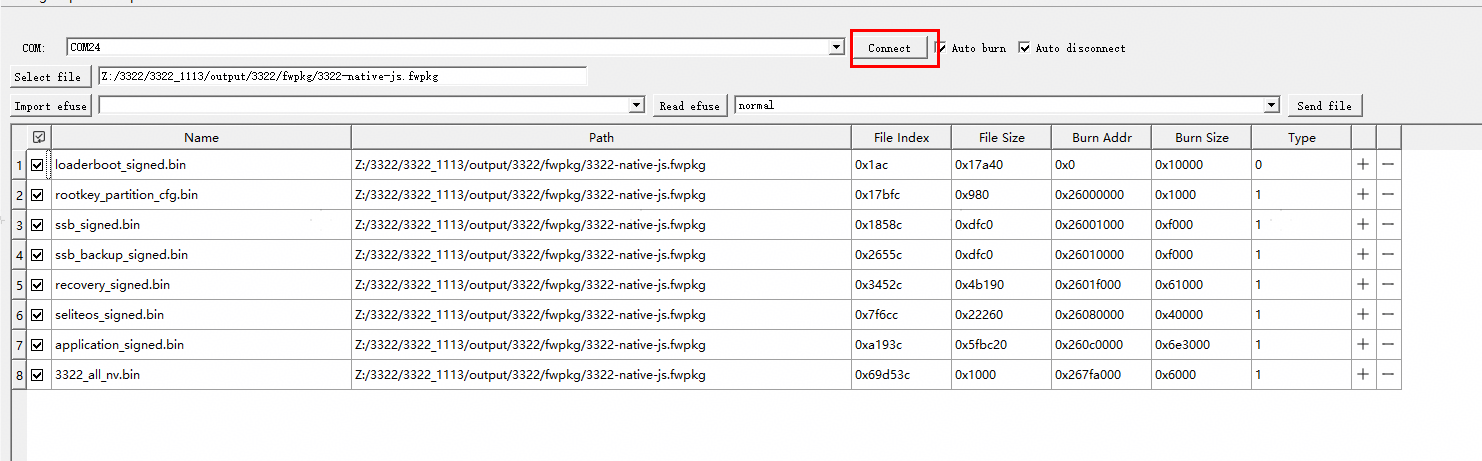 COM: COM24 Connect Auto burn Auto disconnect
Select file Z:/3322/3322_1113/output/3322/fwpkg/3322-native-js.fwpkg
Import efuse Read efuse normal Send file
Name Path File Index File Size Burn Addr Burn Size Type
1 loaderboot_signed.bin Z:/3322/3322_1113/output/3322/fwpkg/3322-native-js.fwpkg 0x1ac 0x17a40 0x0 0x10000 0 + −
2 rootkey_partition_cfg.bin Z:/3322/3322_1113/output/3322/fwpkg/3322-native-js.fwpkg 0x17bfc 0x980 0x26000000 0x1000 1 + −
3 ssb_signed.bin Z:/3322/3322_1113/output/3322/fwpkg/3322-native-js.fwpkg 0x1858c 0xdfc0 0x26001000 0xf000 1 + −
4 ssb_backup_signed.bin Z:/3322/3322_1113/output/3322/fwpkg/3322-native-js.fwpkg 0x2655c 0xdfc0 0x26010000 0xf000 1 + −
5 recovery_signed.bin Z:/3322/3322_1113/output/3322/fwpkg/3322-native-js.fwpkg 0x3452c 0x4b190 0x2601f000 0x61000 1 + −
6 seliteos_signed.bin Z:/3322/3322_1113/output/3322/fwpkg/3322-native-js.fwpkg 0x7f6cc 0x22260 0x26080000 0x40000 1 + −
7 application_signed.bin Z:/3322/3322_1113/output/3322/fwpkg/3322-native-js.fwpkg 0xa193c 0x5fbc20 0x260c0000 0x6e3000 1 + −
8 3322_all_nv.bin Z:/3322/3322_1113/output/3322/fwpkg/3322-native-js.fwpkg 0x69d53c 0x1000 0x267fa000 0x6000 1 + −